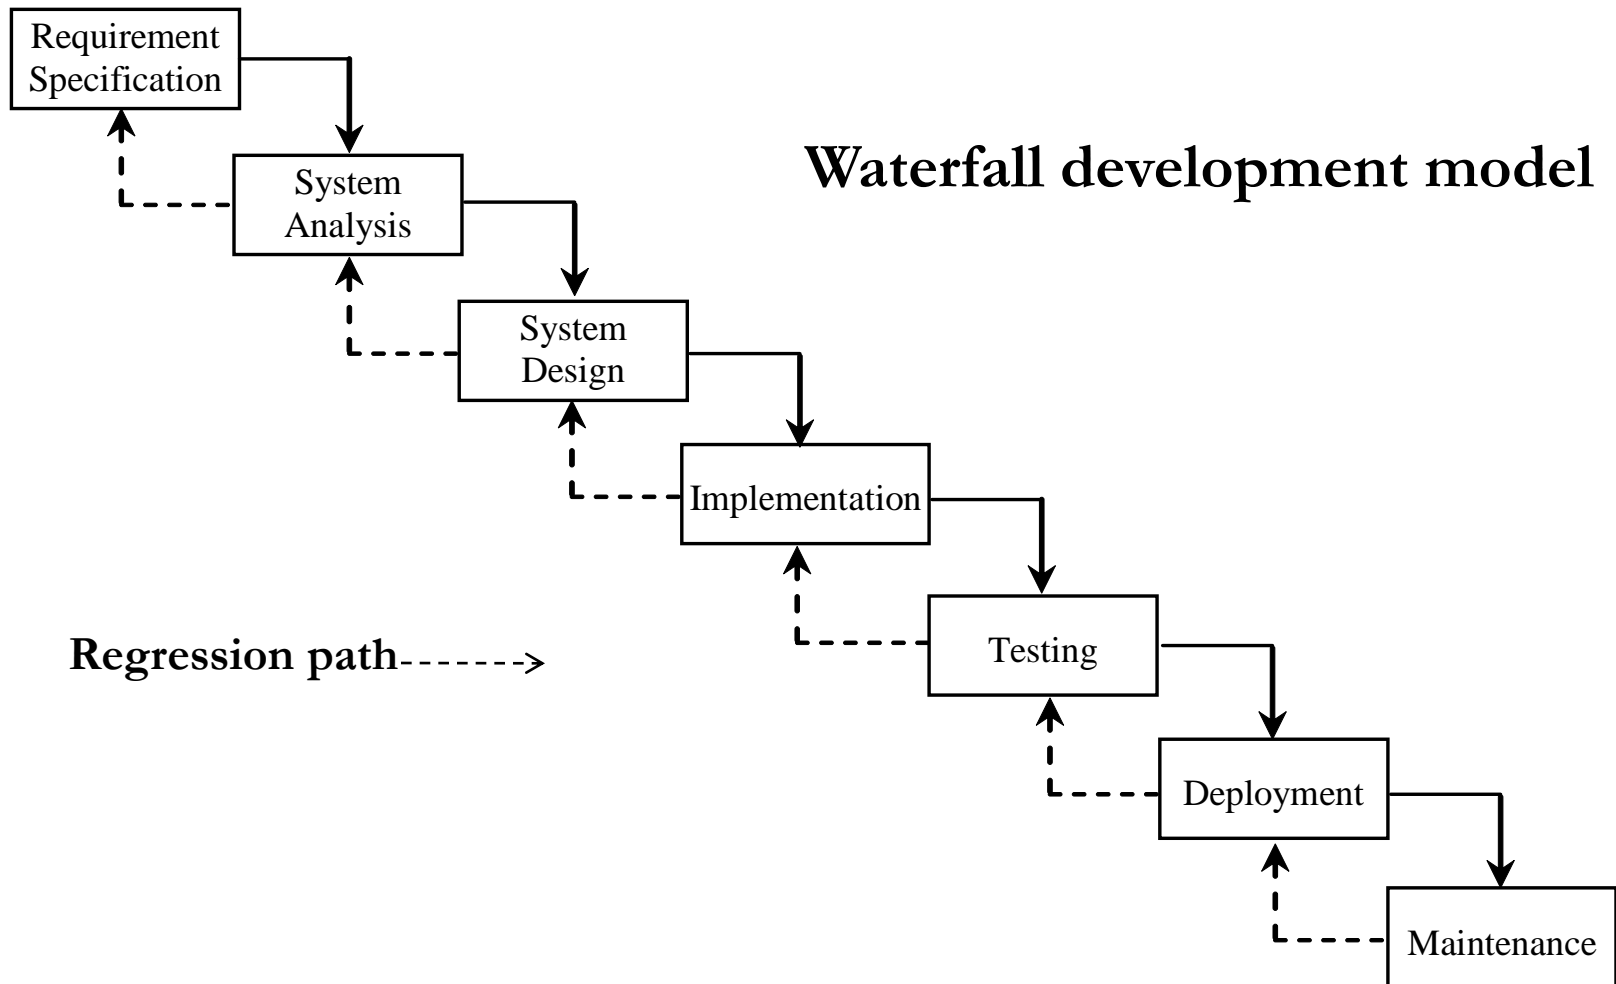 Requirement
Specification
Waterfall development model
System
Analysis
System
Design
Implementation
Regression path
Testing
Deployment
Maintenance